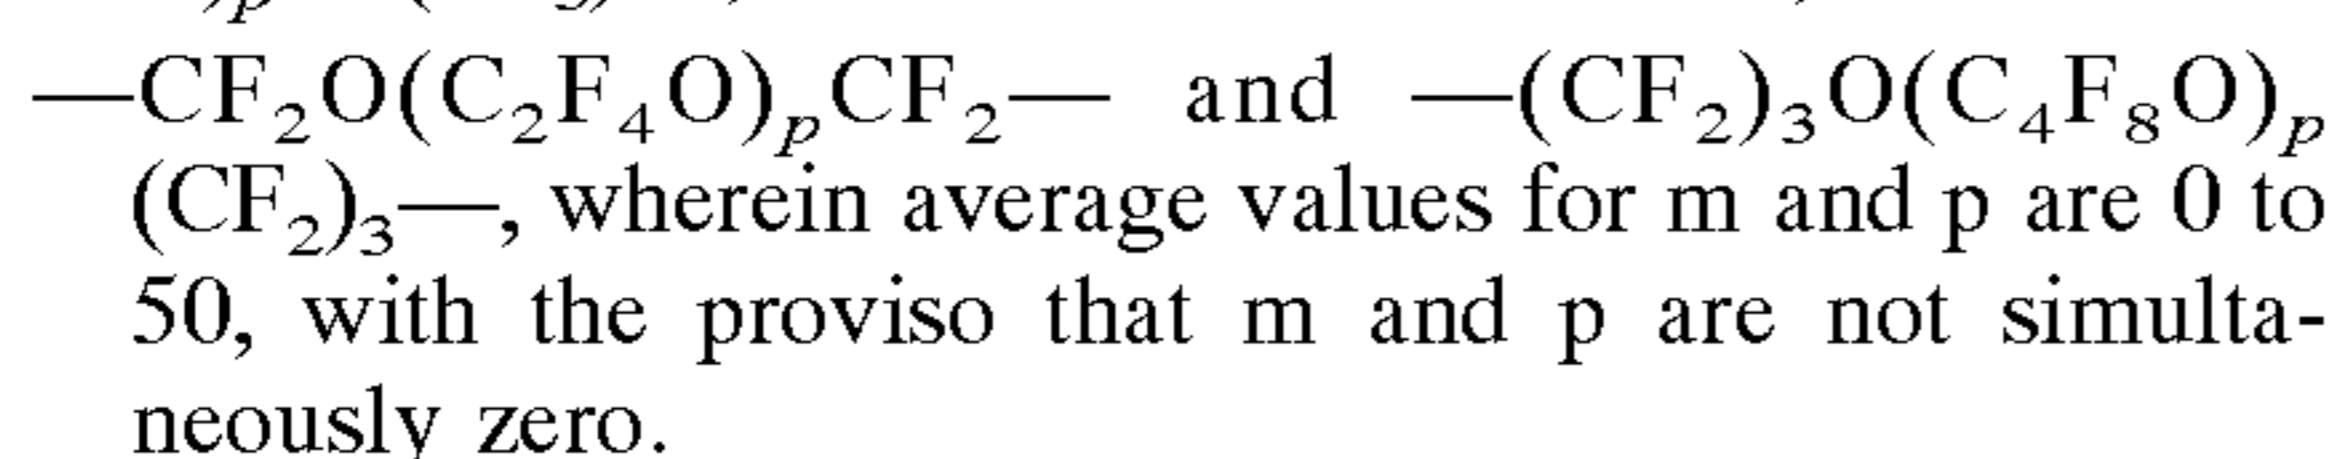 —CF₂O(C₂F₄O)ₚCF₂— and —(CF₂)₃O(C₄F₈O)ₚ
(CF₂)₃—, wherein average values for m and p are 0 to
50, with the proviso that m and p are not simulta-
neously zero.